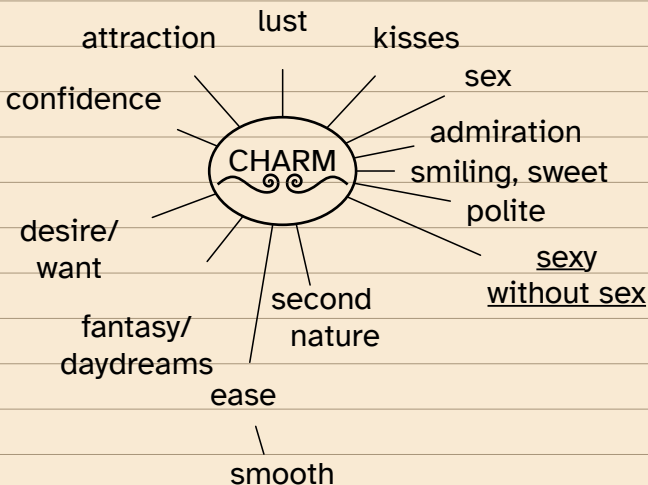 lust
attraction
kisses
sex
confidence
admiration
CHARM
smiling, sweet
polite
desire/
want
sexy
without sex
second
nature
fantasy/
daydreams
ease
smooth